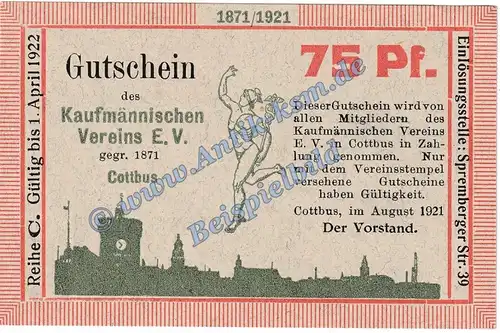 1871/1921
Gutschein
des
Kaufmännischen
Vereins E. V.
gegr. 1871
Cottbus
75 Pf.
Dieser Gutschein wird von
allen Mitgliedern des
Kaufmännischen Vereins
E. V. in Cottbus in Zah-
lung genommen. Nur
mit dem Vereinsstempel
versehene Gutscheine
haben Gültigkeit.
Cottbus, im August 1921
Der Vorstand.
Reihe C. Gültig bis 1. April 1922
Einlösungsstelle: Spremberger Str. 39
www.Antik-ksm.de
Beispielbild